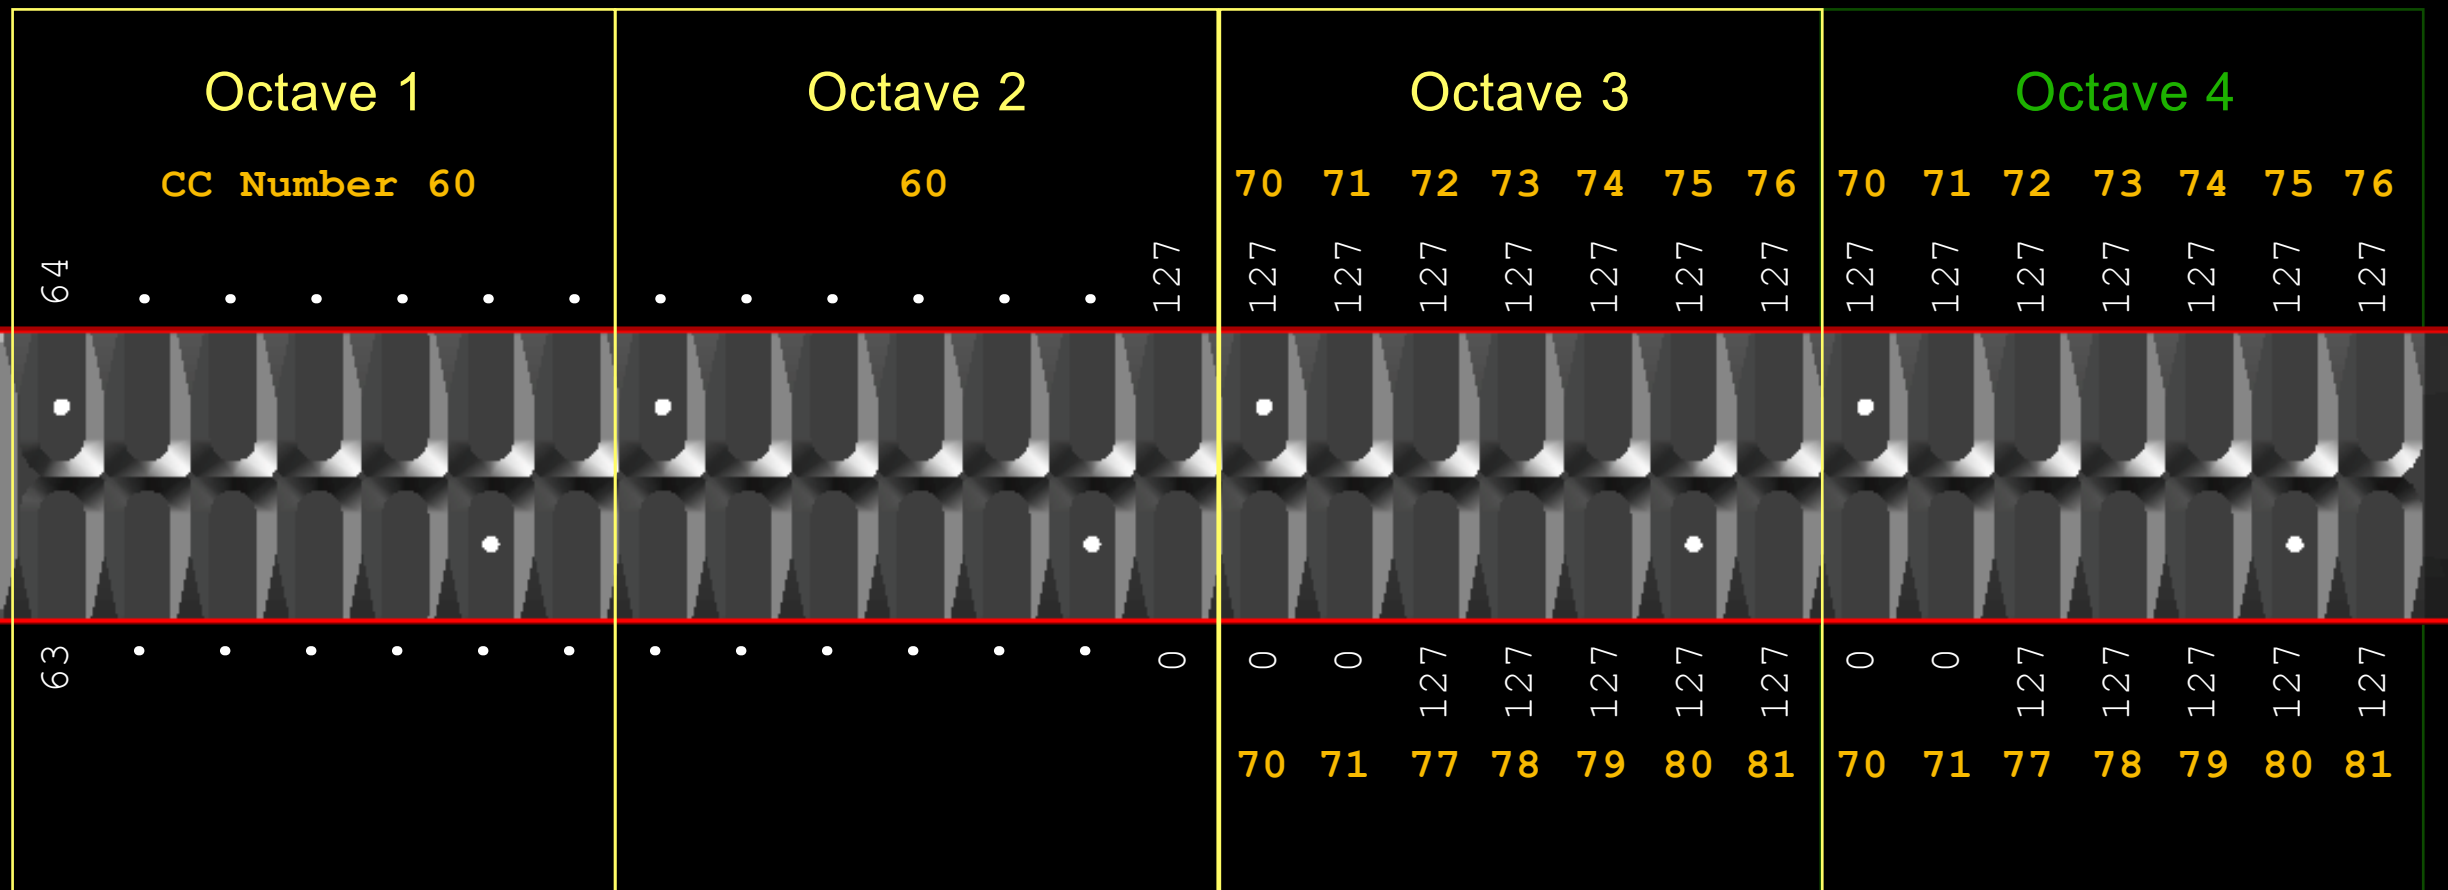 Octave 1 Octave 2 Octave 3 Octave 4
CC Number 60 60 70 71 72 73 74 75 76 70 71 72 73 74 75 76
64 127 127 127 127 127 127 127 127 127 127 127 127 127 127 127
63 0 0 0 127 127 127 127 127 0 0 127 127 127 127 127
70 71 77 78 79 80 81 70 71 77 78 79 80 81